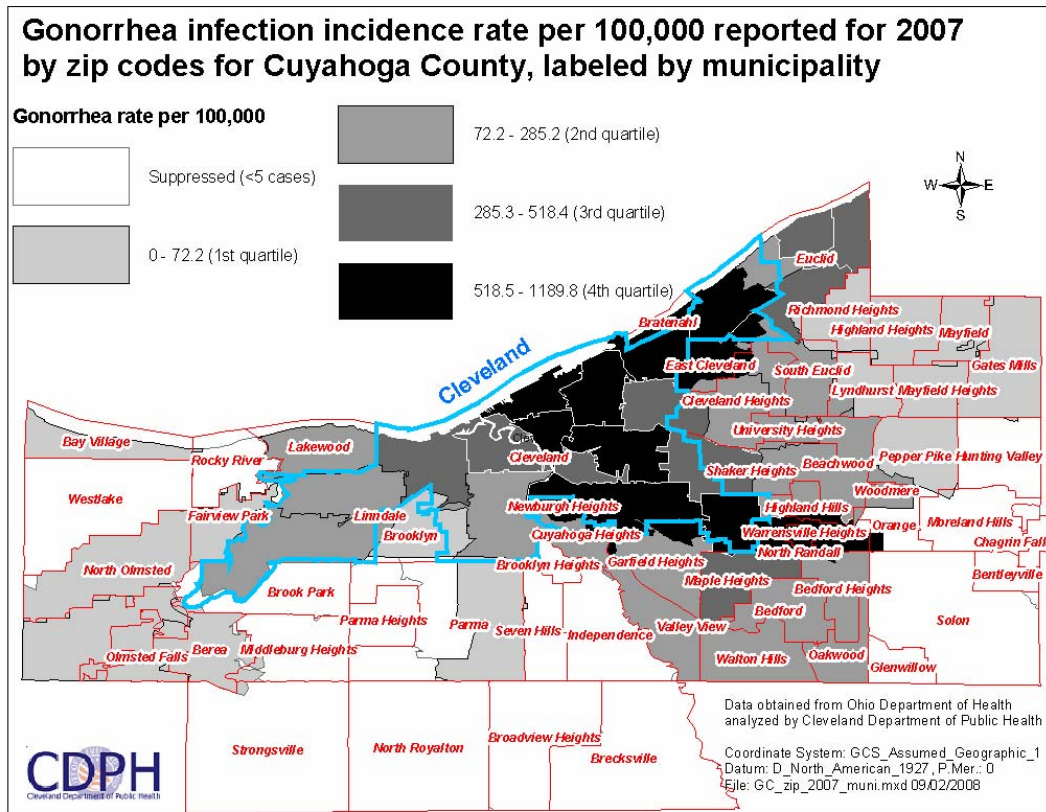 Gonorrhea infection incidence rate per 100,000 reported for 2007
by zip codes for Cuyahoga County, labeled by municipality
Gonorrhea rate per 100,000
Suppressed (<5 cases)
0 - 72.2 (1st quartile)
72.2 - 285.2 (2nd quartile)
285.3 - 518.4 (3rd quartile)
518.5 - 1189.8 (4th quartile)
N
W E
S
Euclid
Richmond Heights
Bratenahl
Highland Heights
Mayfield
Cleveland
East Cleveland
South Euclid
Gates Mills
Lyndhurst
Mayfield Heights
Cleveland Heights
University Heights
Bay Village
Lakewood
Rocky River
Cleveland
Shaker Heights
Beachwood
Pepper Pike
Hunting Valley
Westlake
Woodmere
Fairview Park
Linndale
Newburgh Heights
Highland Hills
Brooklyn
Cuyahoga Heights
Warrensville Heights
Orange
Moreland Hills
Chagrin Fall
North Randall
Brooklyn Heights
Garfield Heights
North Olmsted
Maple Heights
Bedford Heights
Bentleyville
Brook Park
Parma Heights
Parma
Seven Hills
Independence
Valley View
Bedford
Solon
Olmsted Falls
Berea
Middleburg Heights
Walton Hills
Oakwood
Glenwillow
Strongsville
North Royalton
Broadview Heights
Brecksville
Data obtained from Ohio Department of Health
analyzed by Cleveland Department of Public Health
Coordinate System: GCS_Assumed_Geographic_1
Datum: D_North_American_1927, P.Mer.: 0
File: GC_zip_2007_muni.mxd 09/02/2008
CDPH
Cleveland Department of Public Health